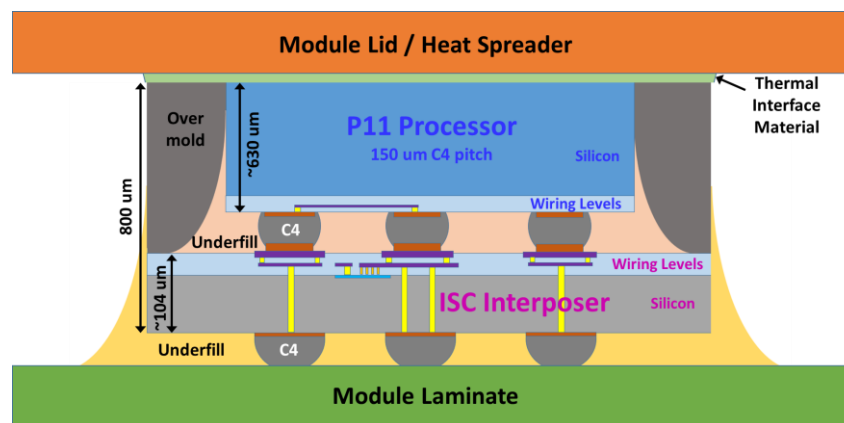 Module Lid / Heat Spreader
Thermal
Interface
Material
Over
mold
P11 Processor
150 um C4 pitch
Silicon
~630 um
800 um
Wiring Levels
C4
Underfill
Wiring Levels
~104 um
ISC Interposer
Silicon
Underfill
C4
Module Laminate